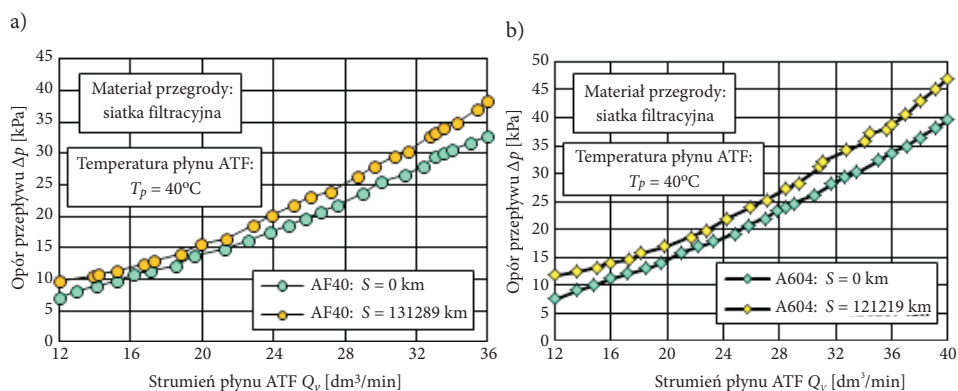 a)
Opór przepływu Δp [kPa]
45
40
35
30
25
20
15
10
5
0
Materiał przegrody:
siatka filtracyjna
Temperatura płynu ATF:
Tp = 40°C
AF40: S = 0 km
AF40: S = 131289 km
12 16 20 24 28 32 36
Strumień płynu ATF Qv [dm³/min]
b)
Opór przepływu Δp [kPa]
50
45
40
35
30
25
20
15
10
5
0
Materiał przegrody:
siatka filtracyjna
Temperatura płynu ATF:
Tp = 40°C
A604: S = 0 km
A604: S = 121219 km
12 16 20 24 28 32 36 40
Strumień płynu ATF Qv [dm³/min]